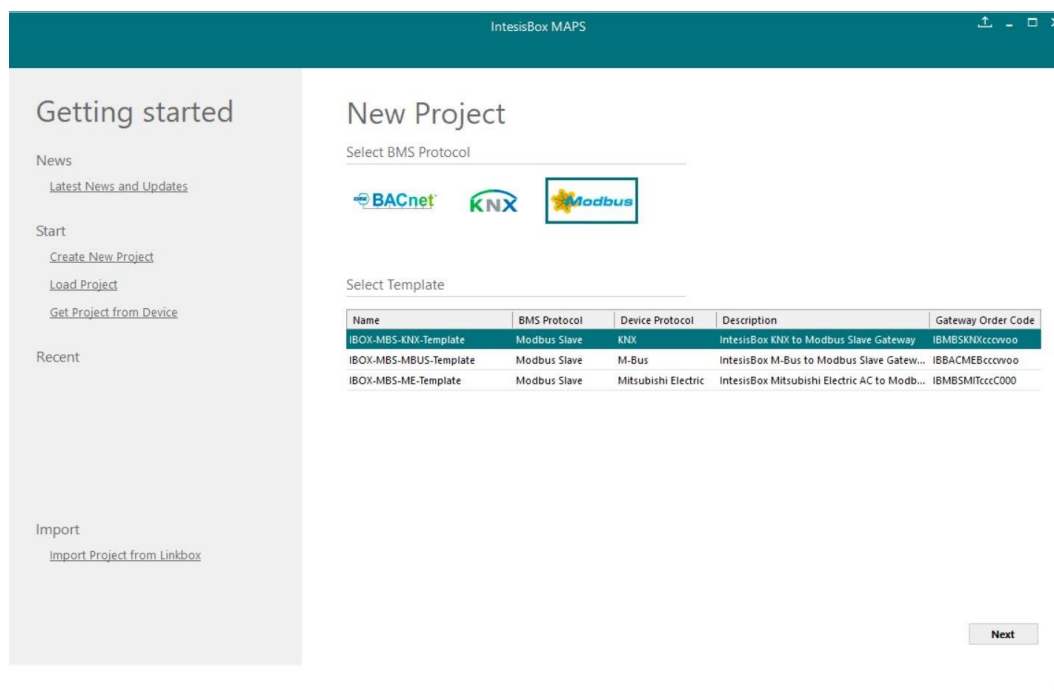 IntesisBox MAPS
Getting started
News
Latest News and Updates
Start
Create New Project
Load Project
Get Project from Device
Recent
Import
Import Project from Linkbox
New Project
Select BMS Protocol
BACnet KNX Modbus
Select Template
Name BMS Protocol Device Protocol Description Gateway Order Code
IBOX-MBS-KNX-Template Modbus Slave KNX IntesisBox KNX to Modbus Slave Gateway IBMBSKNXcccvvoo
IBOX-MBS-MBUS-Template Modbus Slave M-Bus IntesisBox M-Bus to Modbus Slave Gatew... IBBACMEBcccvvoo
IBOX-MBS-ME-Template Modbus Slave Mitsubishi Electric IntesisBox Mitsubishi Electric AC to Modb... IBMBSMITcccC000
Next